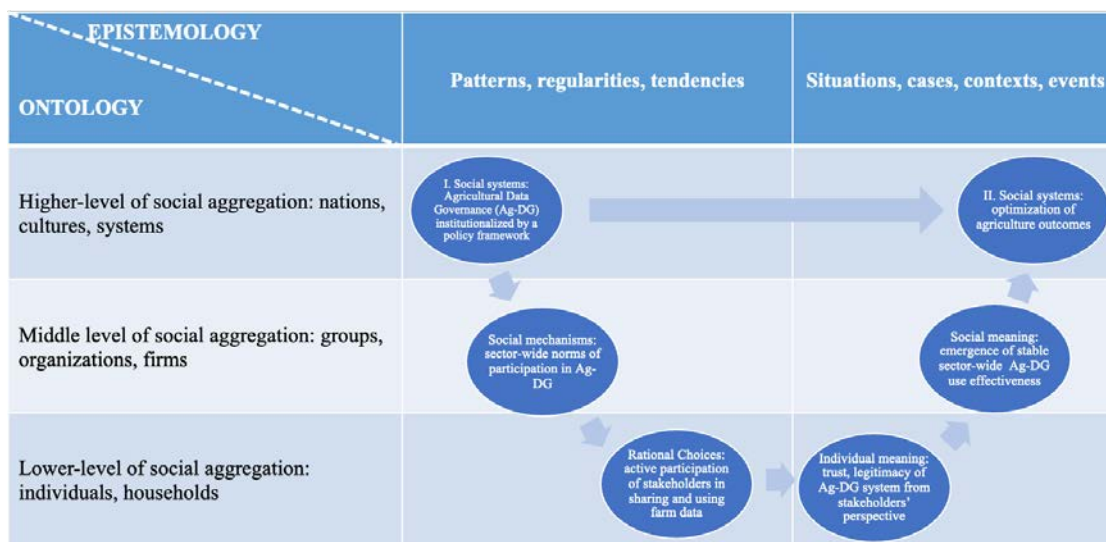 EPISTEMOLOGY
ONTOLOGY
Patterns, regularities, tendencies
Situations, cases, contexts, events
Higher-level of social aggregation: nations,
cultures, systems
I. Social systems:
Agricultural Data
Governance (Ag-DG)
institutionalized by a
policy framework
II. Social systems:
optimization of
agriculture outcomes
Middle level of social aggregation: groups,
organizations, firms
Social mechanisms:
sector-wide norms of
participation in Ag-
DG
Social meaning:
emergence of stable
sector-wide Ag-DG
use effectiveness
Lower-level of social aggregation:
individuals, households
Rational Choices:
active participation
of stakeholders in
sharing and using
farm data
Individual meaning:
trust, legitimacy of
Ag-DG system from
stakeholders'
perspective